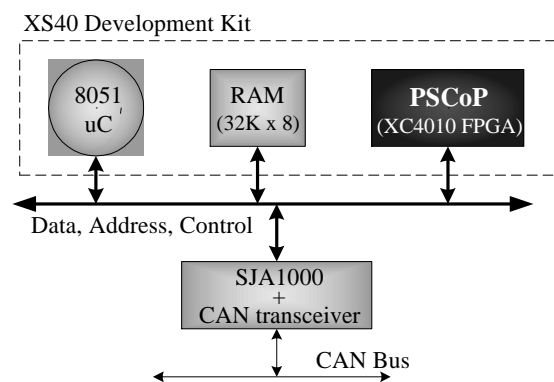 XS40 Development Kit
8051
uC
RAM
(32K x 8)
PSCoP
(XC4010 FPGA)
Data, Address, Control
SJA1000
+
CAN transceiver
CAN Bus